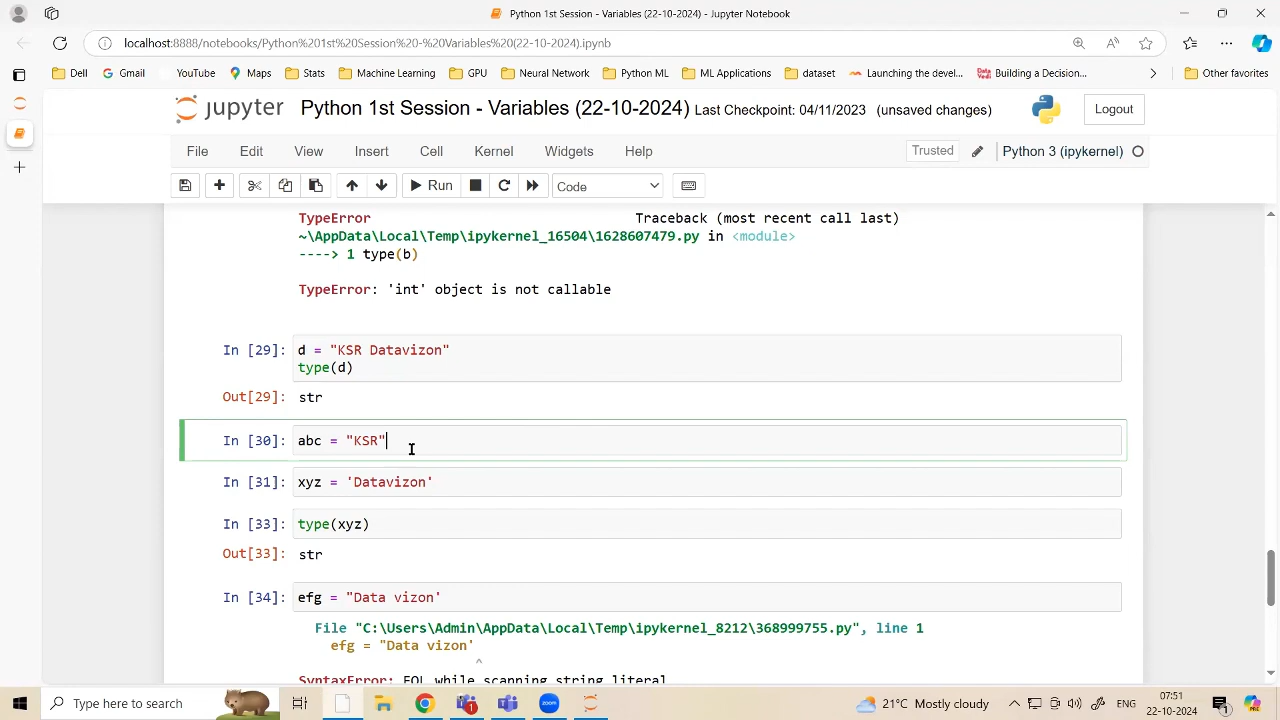 Python 1st Session - Variables (22-10-2024) - Jupyter Notebook
localhost:8888/notebooks/Python%201st%20Session%20-%20Variables%20(22-10-2024).ipynb
Dell Gmail YouTube Maps Stats Machine Learning GPU Neural Network Python ML ML Applications dataset Launching the devel... Building a Decision... Other favorites
jupyter Python 1st Session - Variables (22-10-2024) Last Checkpoint: 04/11/2023 (unsaved changes) Logout
File Edit View Insert Cell Kernel Widgets Help Trusted Python 3 (ipykernel)
Run Code
TypeError Traceback (most recent call last)
~\AppData\Local\Temp\ipykernel_16504\1628607479.py in <module>
----> 1 type(b)
TypeError: 'int' object is not callable
In [29]: d = "KSR Datavizon"
type(d)
Out[29]: str
In [30]: abc = "KSR"
In [31]: xyz = 'Datavizon'
In [33]: type(xyz)
Out[33]: str
In [34]: efg = "Data vizon'
File "C:\Users\Admin\AppData\Local\Temp\ipykernel_8212\368999755.py", line 1
efg = "Data vizon'
^
SyntaxError: EOL while scanning string literal
Type here to search 1 zoom 21°C Mostly cloudy 07:51 1
22-10-2024